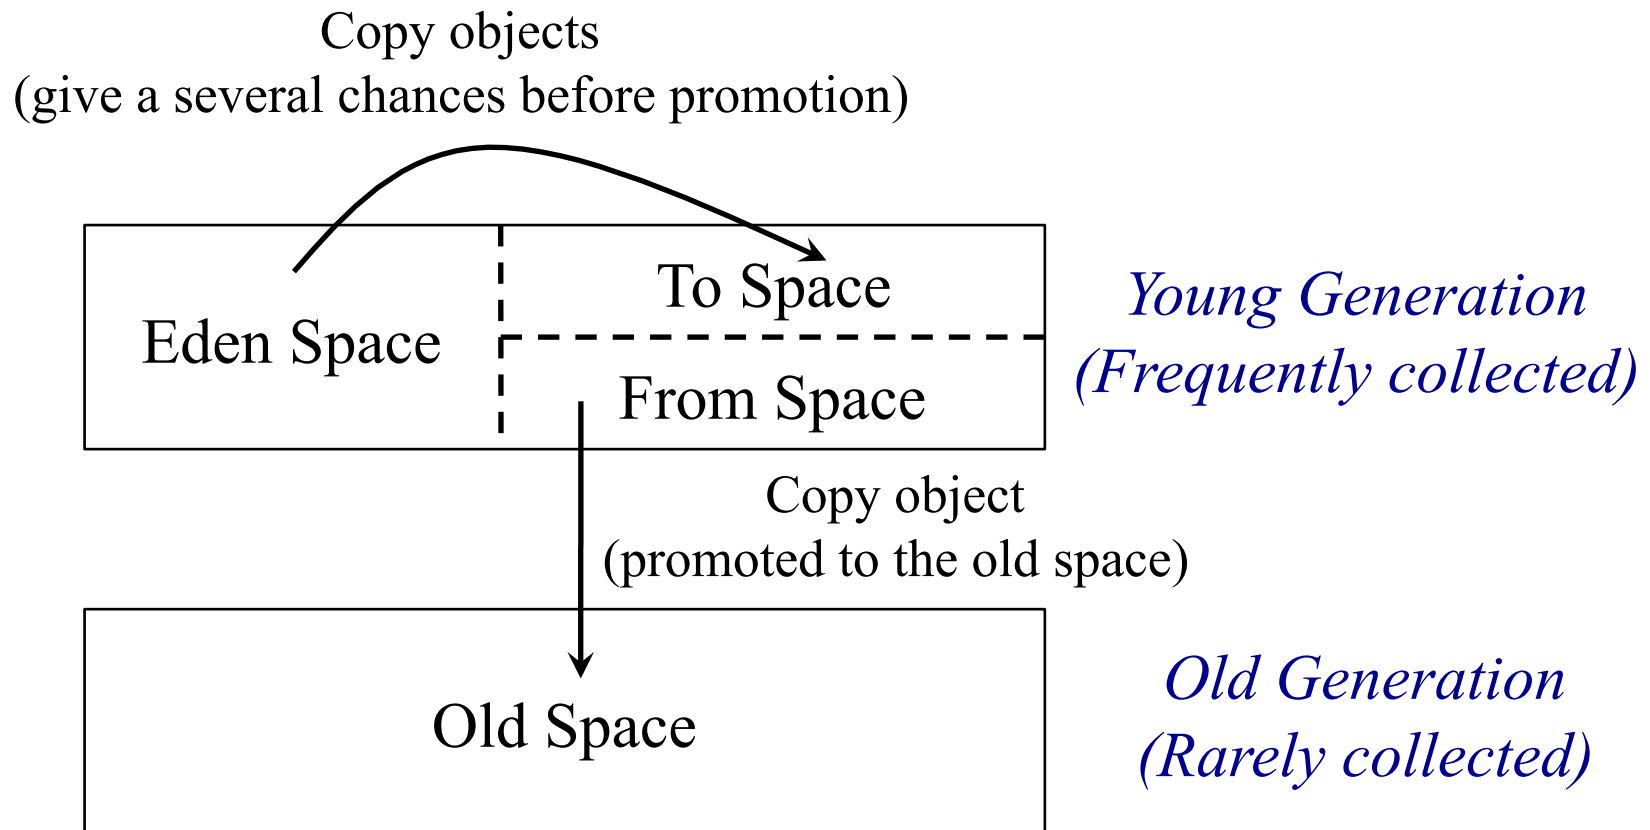 Copy objects
(give a several chances before promotion)
To Space
Eden Space
From Space
Young Generation
(Frequently collected)
Copy object
(promoted to the old space)
Old Space
Old Generation
(Rarely collected)